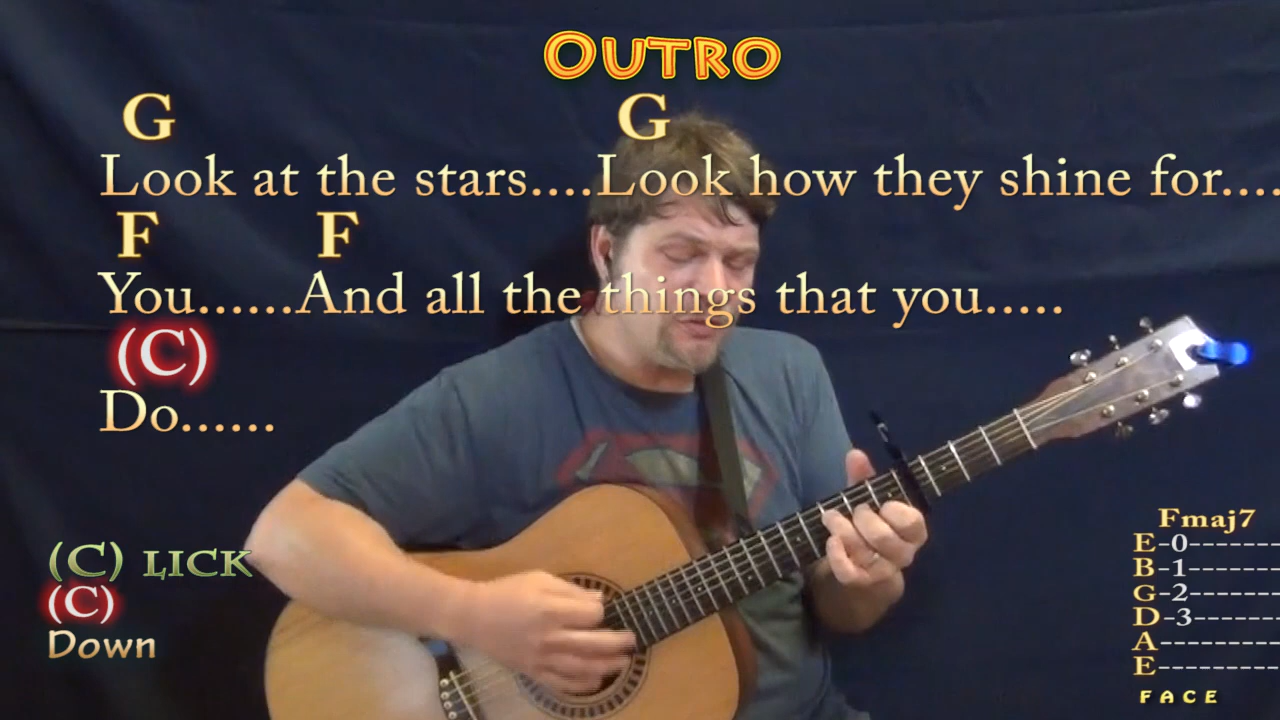 OUTRO
G G
Look at the stars....Look how they shine for....
F F
You......And all the things that you.....
(C)
Do......
(C) LICK
(C)
Down
Fmaj7
E-0-------
B-1-------
G-2-------
D-3-------
A---------
E---------
F A C E